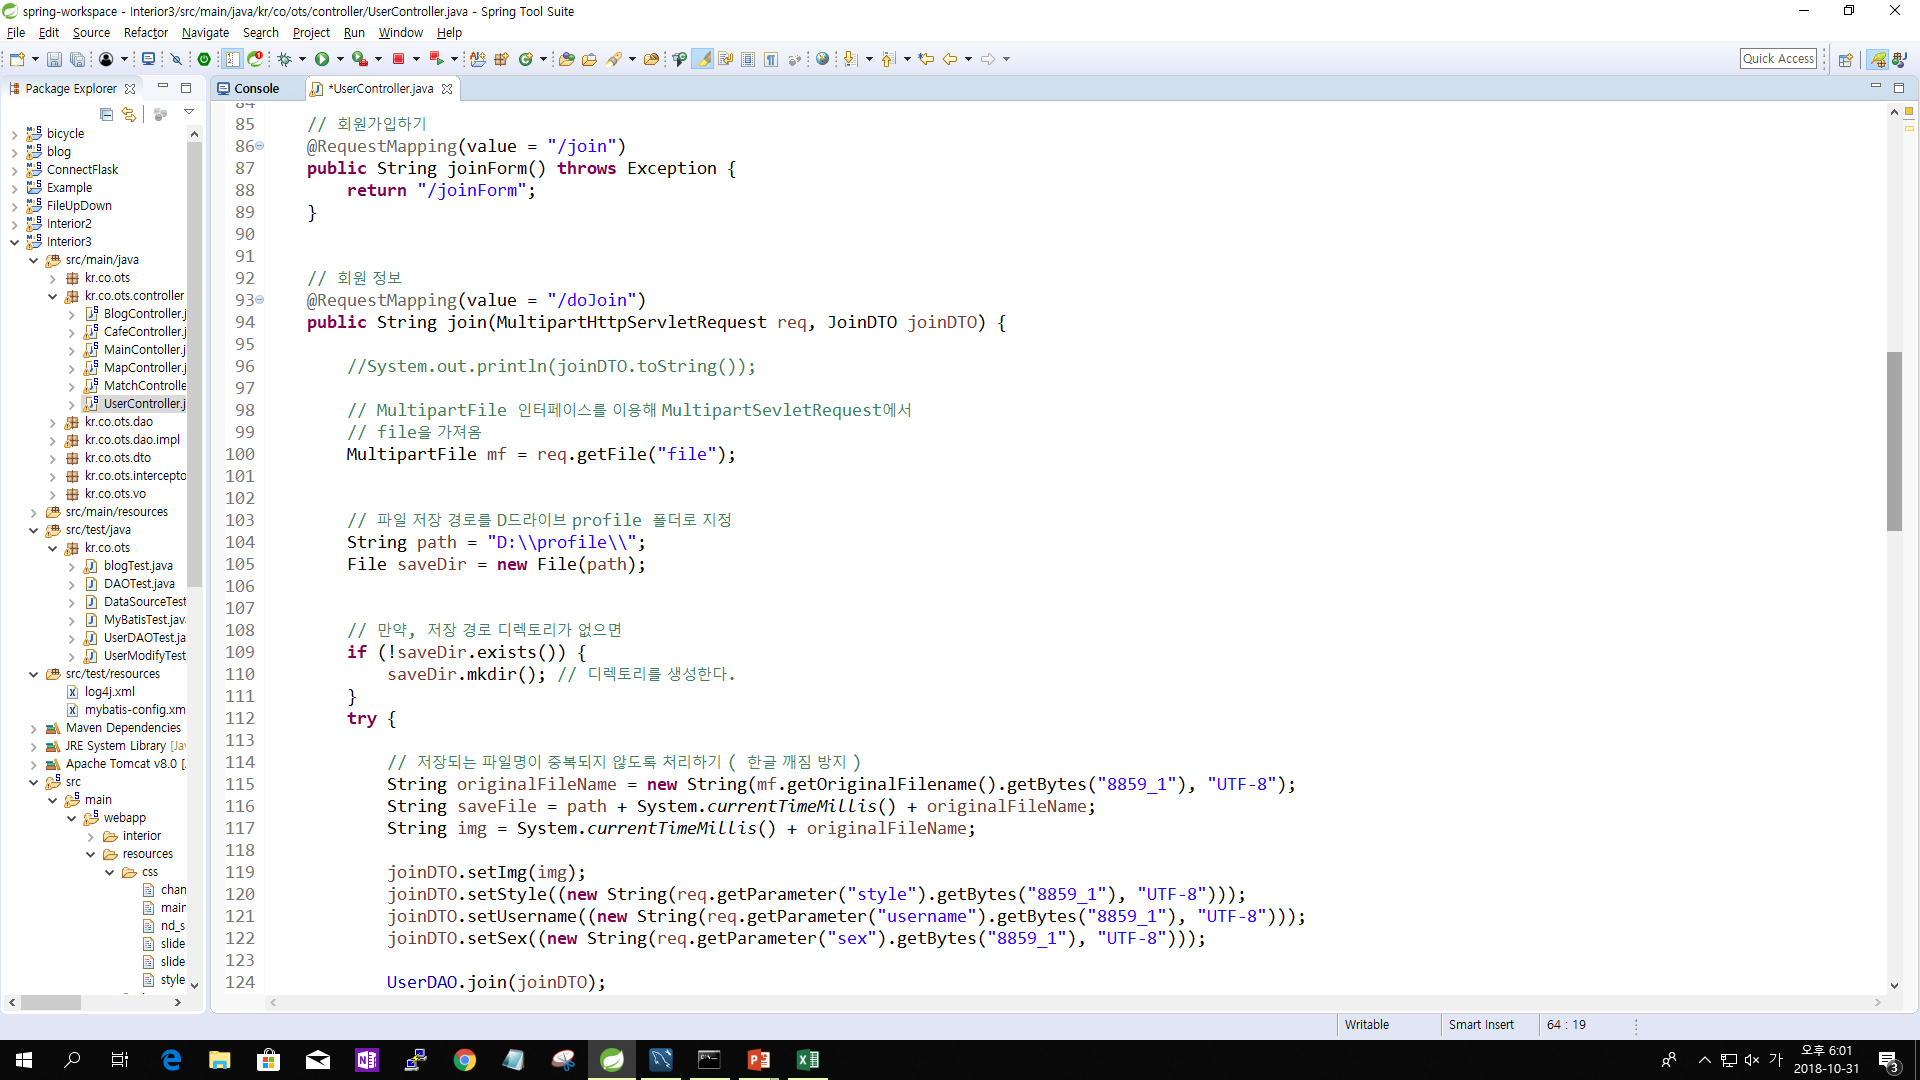 spring-workspace - Interior3/src/main/java/kr/co/ots/controller/UserController.java - Spring Tool Suite
File Edit Source Refactor Navigate Search Project Run Window Help
Quick Access
Package Explorer
Console
*UserController.java
bicycle
blog
ConnectFlask
Example
FileUpDown
Interior2
Interior3
src/main/java
kr.co.ots
kr.co.ots.controller
BlogController.j
CafeController.j
MainContoller.j
MapController.j
MatchControlle
UserController.j
kr.co.ots.dao
kr.co.ots.dao.impl
kr.co.ots.dto
kr.co.ots.intercepto
kr.co.ots.vo
src/main/resources
src/test/java
kr.co.ots
blogTest.java
DAOTest.java
DataSourceTest
MyBatisTest.jav
UserDAOTest.ja
UserModifyTest
src/test/resources
log4j.xml
mybatis-config.xm
Maven Dependencies
JRE System Library [Ja
Apache Tomcat v8.0 [
src
main
webapp
interior
resources
css
chan
main
nd_s
slide
slide
style
84
85 // 회원가입하기
86 @RequestMapping(value = "/join")
87 public String joinForm() throws Exception {
88 return "/joinForm";
89 }
90
91
92 // 회원 정보
93 @RequestMapping(value = "/doJoin")
94 public String join(MultipartHttpServletRequest req, JoinDTO joinDTO) {
95
96 //System.out.println(joinDTO.toString());
97
98 // MultipartFile 인터페이스를 이용해 MultipartSevletRequest에서
99 // file을 가져옴
100 MultipartFile mf = req.getFile("file");
101
102
103 // 파일 저장 경로를 D드라이브 profile 폴더로 지정
104 String path = "D:\\profile\\";
105 File saveDir = new File(path);
106
107
108 // 만약, 저장 경로 디렉토리가 없으면
109 if (!saveDir.exists()) {
110 saveDir.mkdir(); // 디렉토리를 생성한다.
111 }
112 try {
113
114 // 저장되는 파일명이 중복되지 않도록 처리하기 ( 한글 깨짐 방지 )
115 String originalFileName = new String(mf.getOriginalFilename().getBytes("8859_1"), "UTF-8");
116 String saveFile = path + System.currentTimeMillis() + originalFileName;
117 String img = System.currentTimeMillis() + originalFileName;
118
119 joinDTO.setImg(img);
120 joinDTO.setStyle((new String(req.getParameter("style").getBytes("8859_1"), "UTF-8")));
121 joinDTO.setUsername((new String(req.getParameter("username").getBytes("8859_1"), "UTF-8")));
122 joinDTO.setSex((new String(req.getParameter("sex").getBytes("8859_1"), "UTF-8")));
123
124 UserDAO.join(joinDTO);
Writable Smart Insert 64 : 19
가 오후 6:01
2018-10-31
3